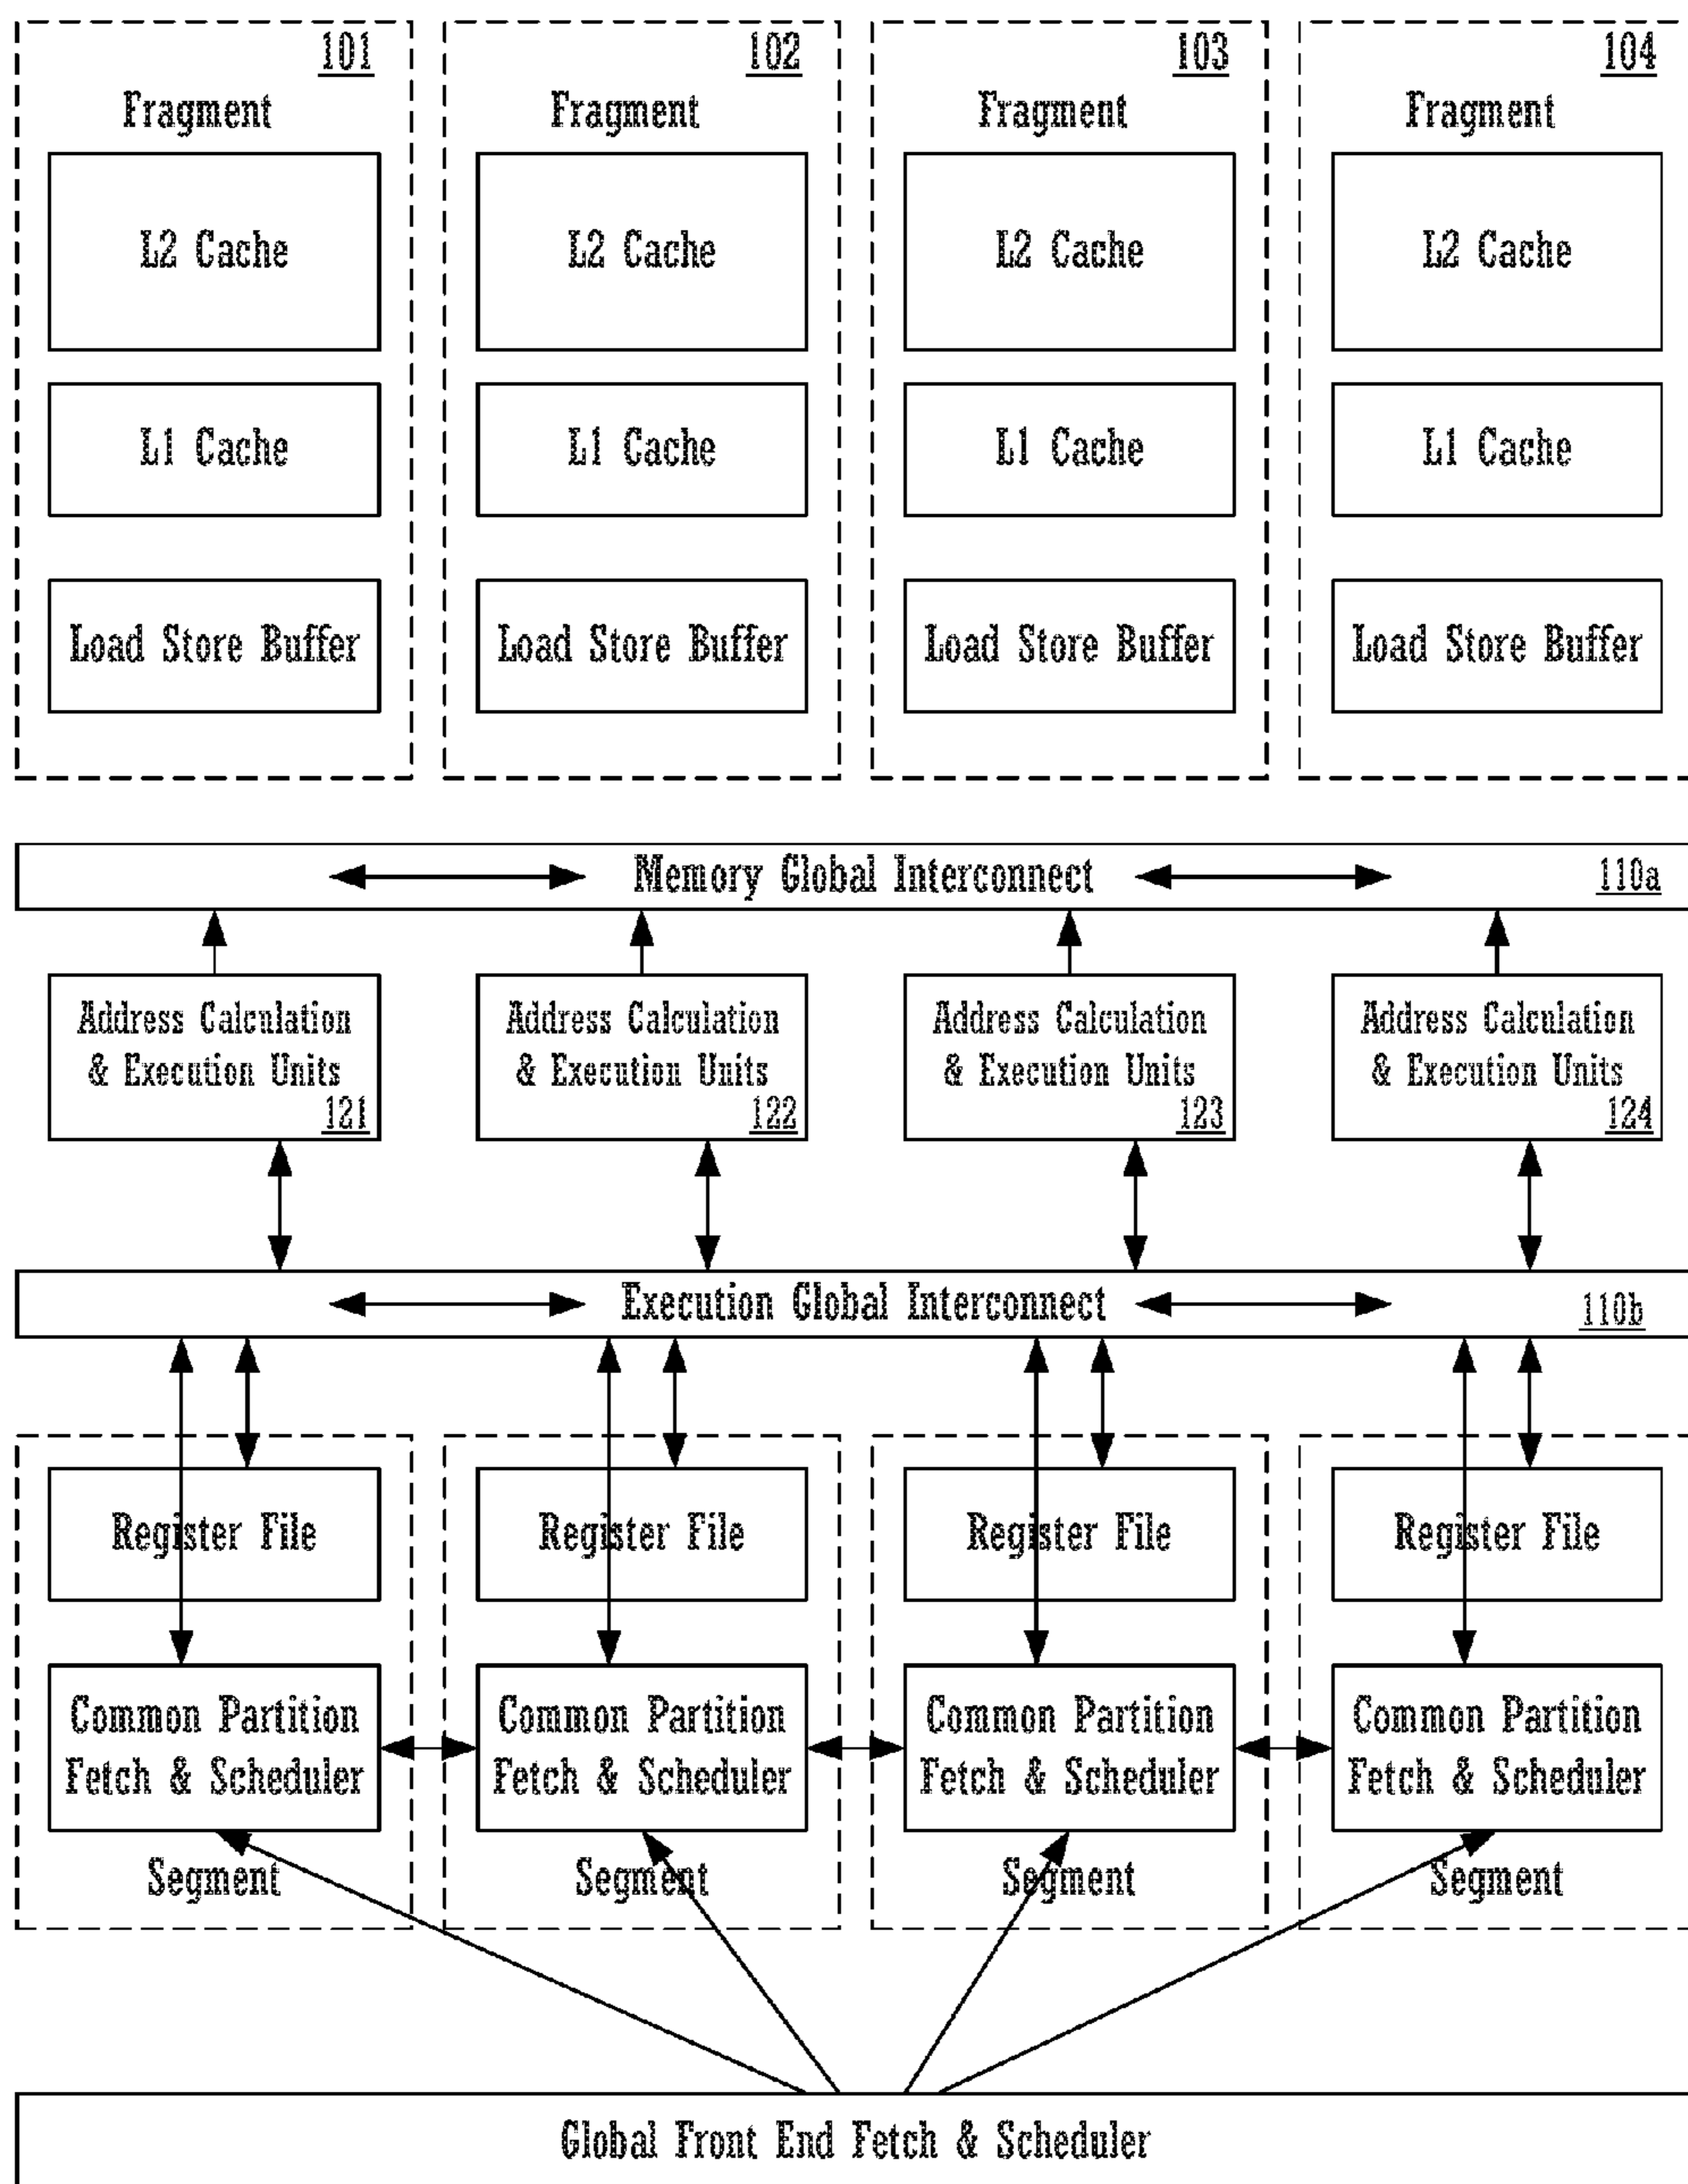 101
102
103
104
Fragment
Fragment
Fragment
Fragment
L2 Cache
L2 Cache
L2 Cache
L2 Cache
L1 Cache
L1 Cache
L1 Cache
L1 Cache
Load Store Buffer
Load Store Buffer
Load Store Buffer
Load Store Buffer
Memory Global Interconnect
110a
Address Calculation
& Execution Units
121
Address Calculation
& Execution Units
122
Address Calculation
& Execution Units
123
Address Calculation
& Execution Units
124
Execution Global Interconnect
110b
Register File
Register File
Register File
Register File
Common Partition
Fetch & Scheduler
Common Partition
Fetch & Scheduler
Common Partition
Fetch & Scheduler
Common Partition
Fetch & Scheduler
Segment
Segment
Segment
Segment
Global Front End Fetch & Scheduler